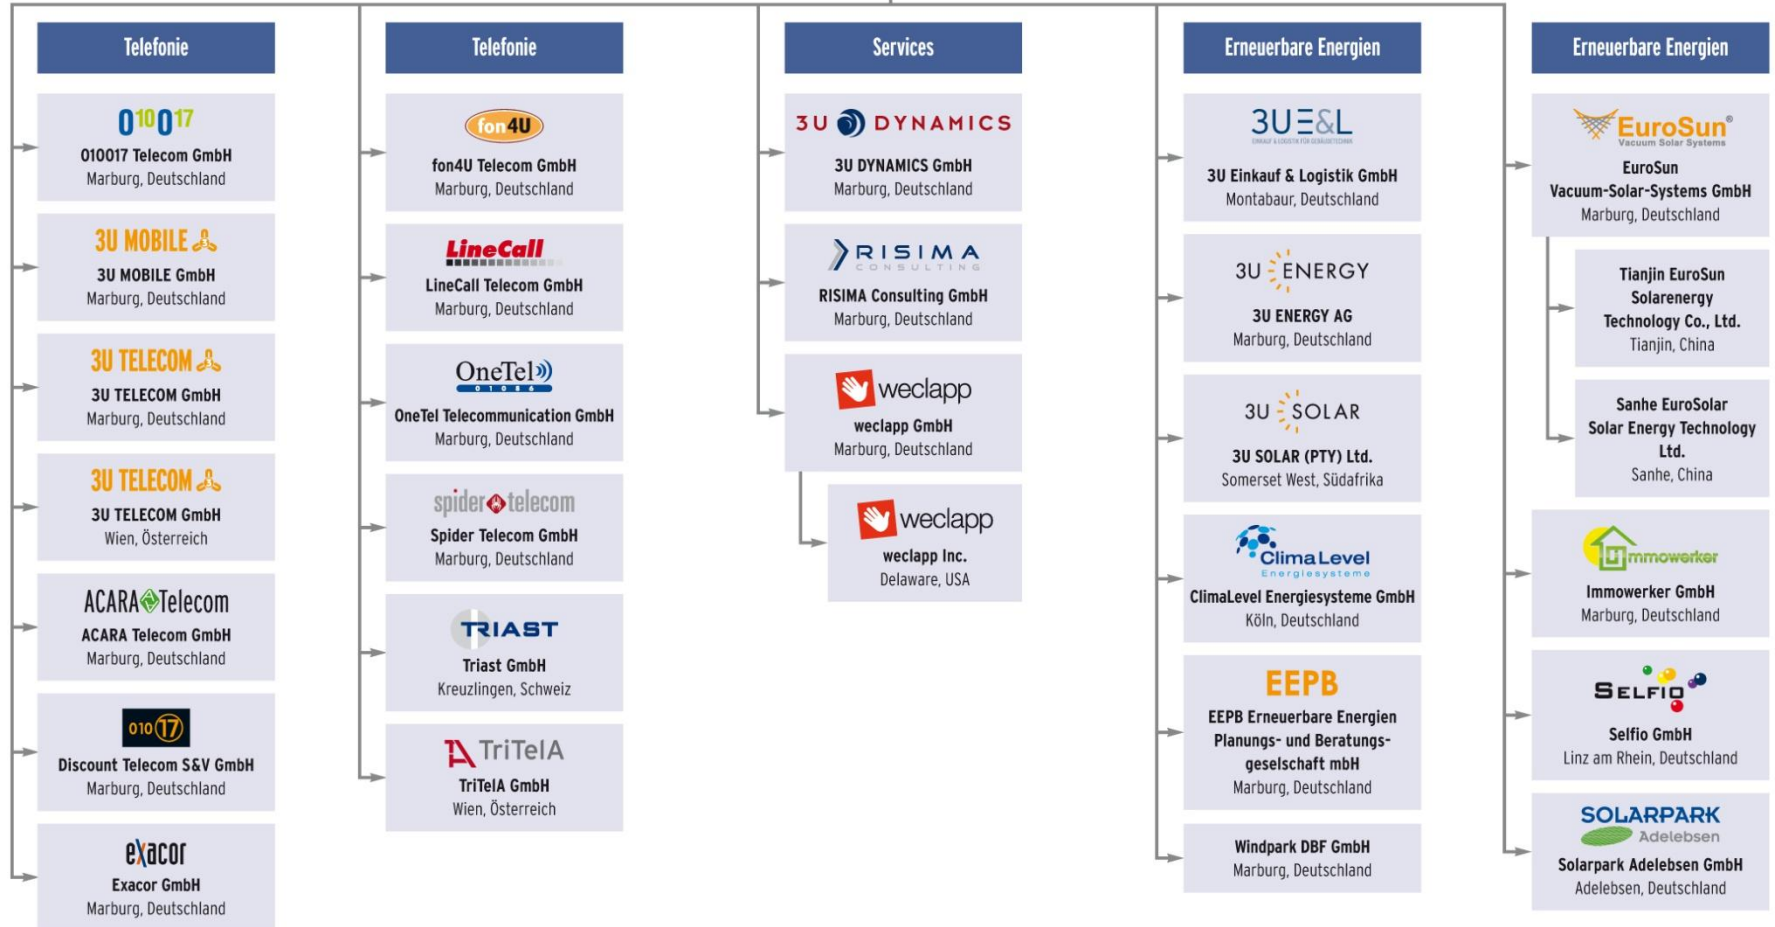 Telefonie
010017
010017 Telecom GmbH
Marburg, Deutschland
3U MOBILE
3U MOBILE GmbH
Marburg, Deutschland
3U TELECOM
3U TELECOM GmbH
Marburg, Deutschland
3U TELECOM
3U TELECOM GmbH
Wien, Österreich
ACARA Telecom
ACARA Telecom GmbH
Marburg, Deutschland
010 17
Discount Telecom S&V GmbH
Marburg, Deutschland
exacor
Exacor GmbH
Marburg, Deutschland
Telefonie
fon4U
fon4U Telecom GmbH
Marburg, Deutschland
LineCall
LineCall Telecom GmbH
Marburg, Deutschland
OneTel
01086
OneTel Telecommunication GmbH
Marburg, Deutschland
spider telecom
Spider Telecom GmbH
Marburg, Deutschland
TRIAST
Triast GmbH
Kreuzlingen, Schweiz
TriTelA
TriTelA GmbH
Wien, Österreich
Services
3U DYNAMICS
3U DYNAMICS GmbH
Marburg, Deutschland
RISIMA
CONSULTING
RISIMA Consulting GmbH
Marburg, Deutschland
weclapp
weclapp GmbH
Marburg, Deutschland
weclapp
weclapp Inc.
Delaware, USA
Erneuerbare Energien
3U E&L
EINKAUF & LOGISTIK FÜR GEBÄUDETECHNIK
3U Einkauf & Logistik GmbH
Montabaur, Deutschland
3U ENERGY
3U ENERGY AG
Marburg, Deutschland
3U SOLAR
3U SOLAR (PTY) Ltd.
Somerset West, Südafrika
ClimaLevel
Energiesysteme
ClimaLevel Energiesysteme GmbH
Köln, Deutschland
EEPB
EEPB Erneuerbare Energien
Planungs- und Beratungs-
gesellschaft mbH
Marburg, Deutschland
Windpark DBF GmbH
Marburg, Deutschland
Erneuerbare Energien
EuroSun®
Vacuum Solar Systems
EuroSun
Vacuum-Solar-Systems GmbH
Marburg, Deutschland
Tianjin EuroSun
Solarenergy
Technology Co., Ltd.
Tianjin, China
Sanhe EuroSolar
Solar Energy Technology
Ltd.
Sanhe, China
immowerker
Immowerker GmbH
Marburg, Deutschland
SELFIO
Selfio GmbH
Linz am Rhein, Deutschland
SOLARPARK
Adelebsen
Solarpark Adelebsen GmbH
Adelebsen, Deutschland